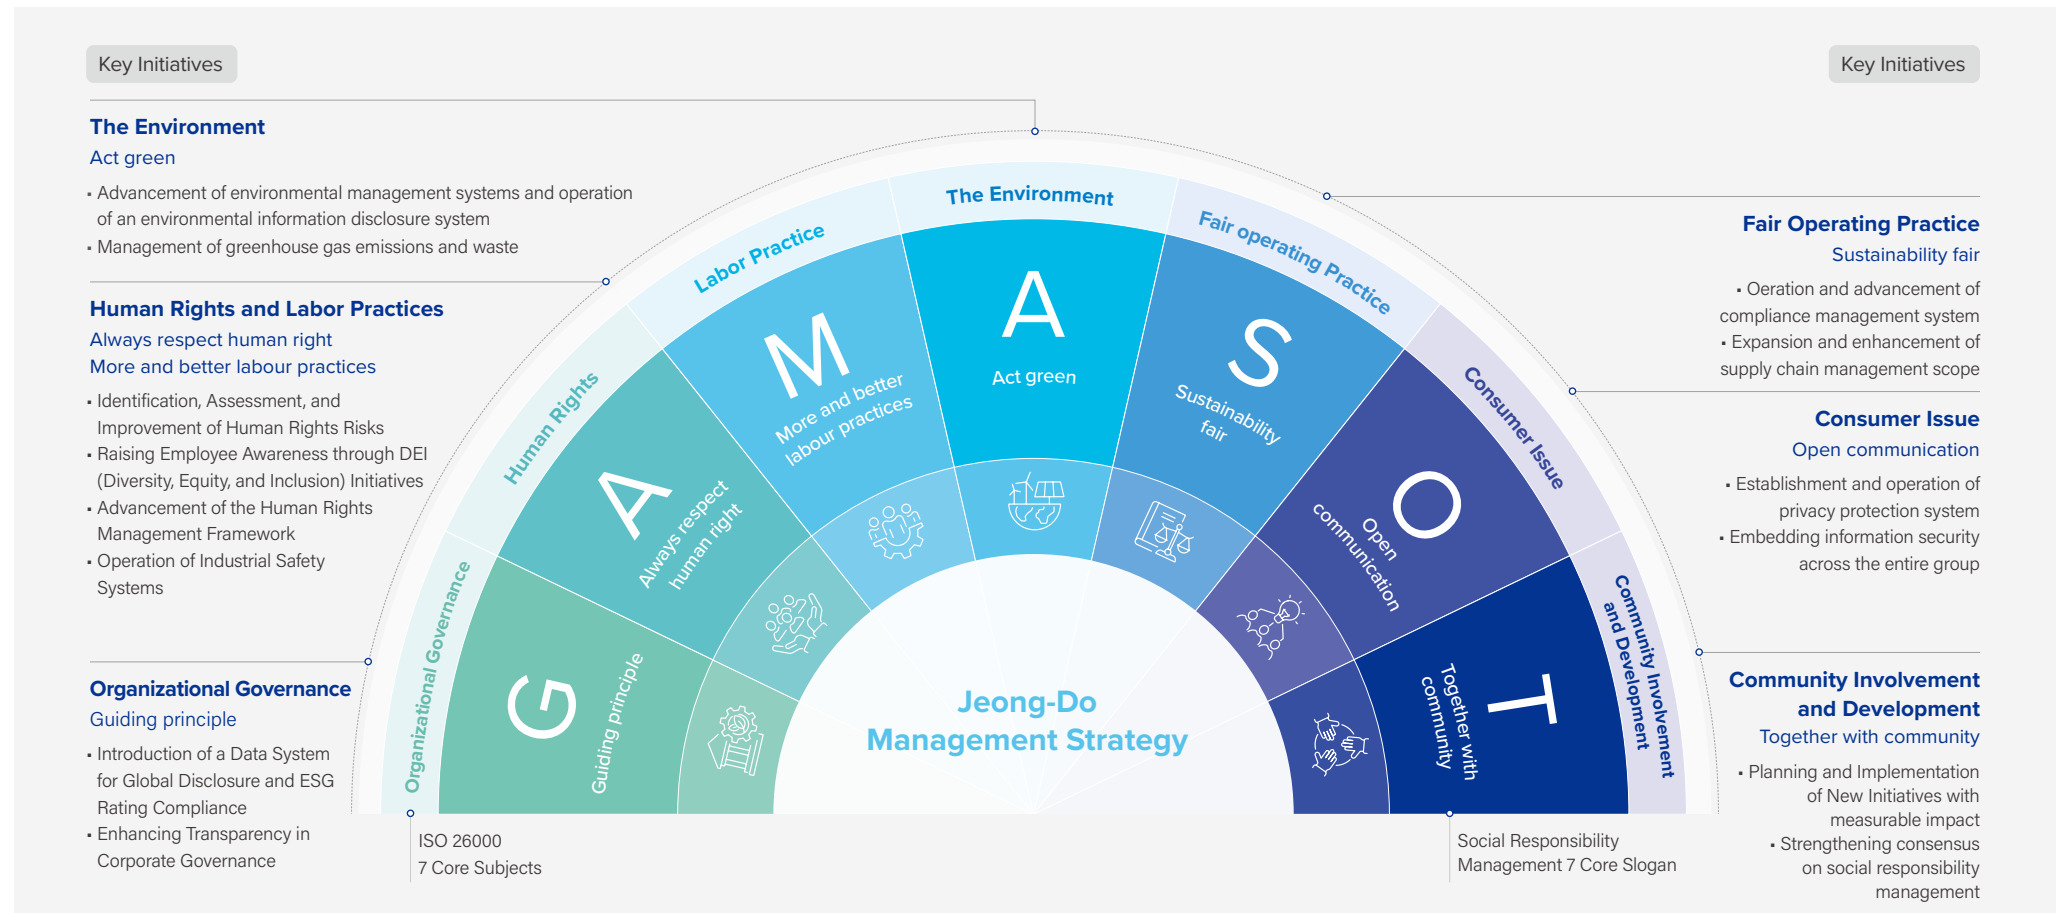 Key Initiatives
The Environment
Act green
▪ Advancement of environmental management systems and operation
of an environmental information disclosure system
▪ Management of greenhouse gas emissions and waste
Human Rights and Labor Practices
Always respect human right
More and better labour practices
▪ Identification, Assessment, and
Improvement of Human Rights Risks
▪ Raising Employee Awareness through DEI
(Diversity, Equity, and Inclusion) Initiatives
▪ Advancement of the Human Rights
Management Framework
▪ Operation of Industrial Safety
Systems
Organizational Governance
Guiding principle
▪ Introduction of a Data System
for Global Disclosure and ESG
Rating Compliance
▪ Enhancing Transparency in
Corporate Governance
Organizational Governance
G
Guiding principle
Human Rights
A
Always respect
human right
Labor Practice
M
More and better
labour practices
The Environment
A
Act green
Fair operating Practice
S
Sustainability
fair
Consumer Issue
O
Open
communication
Community Involvement
and Development
T
Together with
community
Jeong-Do
Management Strategy
ISO 26000
7 Core Subjects
Social Responsibility
Management 7 Core Slogan
Key Initiatives
Fair Operating Practice
Sustainability fair
▪ Oeration and advancement of
compliance management system
▪ Expansion and enhancement of
supply chain management scope
Consumer Issue
Open communication
▪ Establishment and operation of
privacy protection system
▪ Embedding information security
across the entire group
Community Involvement
and Development
Together with community
▪ Planning and Implementation
of New Initiatives with
measurable impact
▪ Strengthening consensus
on social responsibility
management